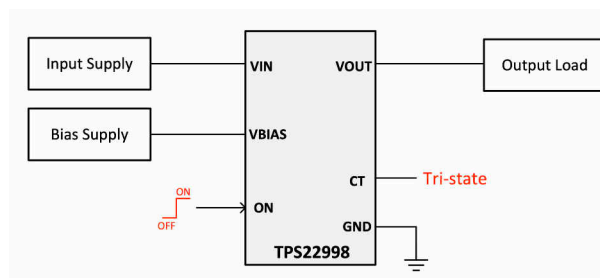 Input Supply
VIN
VOUT
Output Load
Bias Supply
VBIAS
CT
Tri-state
ON
OFF
ON
GND
TPS22998